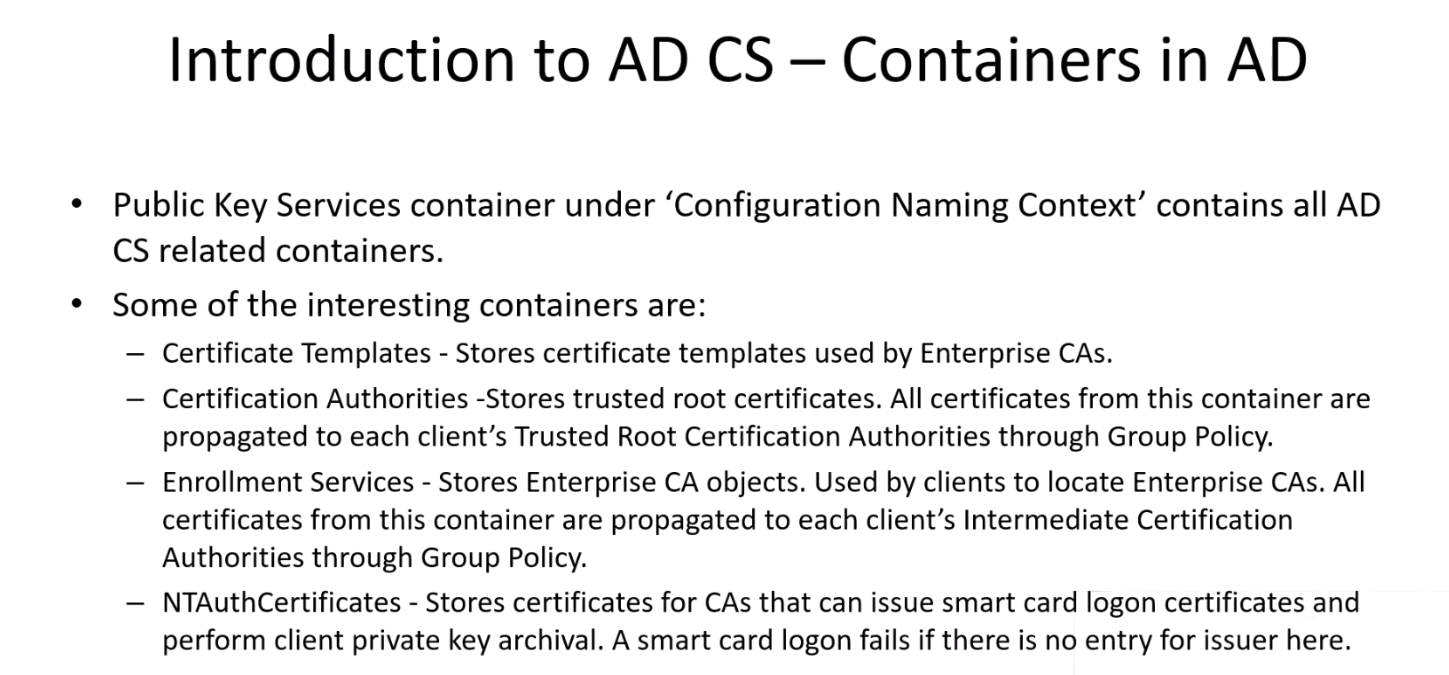 Introduction to AD CS – Containers in AD
• Public Key Services container under ‘Configuration Naming Context’ contains all AD
CS related containers.
• Some of the interesting containers are:
– Certificate Templates - Stores certificate templates used by Enterprise CAs.
– Certification Authorities -Stores trusted root certificates. All certificates from this container are
propagated to each client’s Trusted Root Certification Authorities through Group Policy.
– Enrollment Services - Stores Enterprise CA objects. Used by clients to locate Enterprise CAs. All
certificates from this container are propagated to each client’s Intermediate Certification
Authorities through Group Policy.
– NTAuthCertificates - Stores certificates for CAs that can issue smart card logon certificates and
perform client private key archival. A smart card logon fails if there is no entry for issuer here.